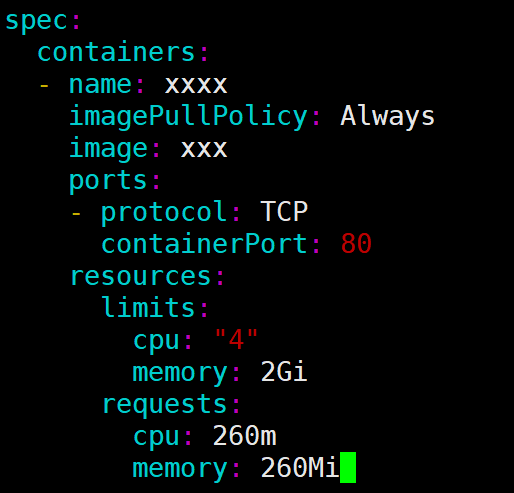 spec:
  containers:
  - name: xxxx
    imagePullPolicy: Always
    image: xxx
    ports:
    - protocol: TCP
      containerPort: 80
    resources:
      limits:
        cpu: "4"
        memory: 2Gi
      requests:
        cpu: 260m
        memory: 260Mi